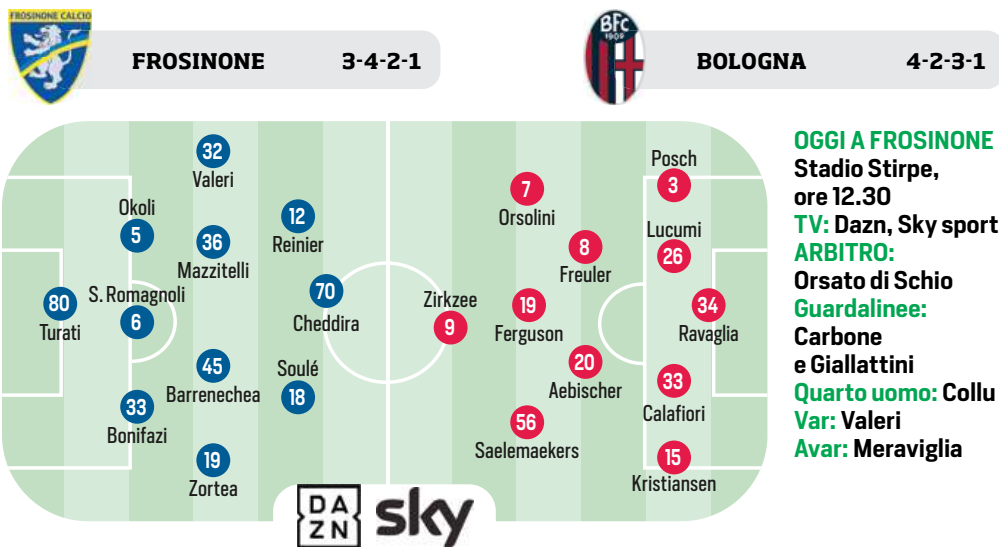 FROSINONE CALCIO
FROSINONE 3-4-2-1
BFC
1909
BOLOGNA 4-2-3-1
32
Valeri
Okoli
5
12
Reinier
36
Mazzitelli
80
Turati
S. Romagnoli
6
70
Cheddira
45
Barrenechea
Soulé
18
33
Bonifazi
19
Zortea
Zirkzee
9
7
Orsolini
8
Freuler
19
Ferguson
20
Aebischer
56
Saelemaekers
Posch
3
Lucumi
26
34
Ravaglia
33
Calafiori
15
Kristiansen
DA
ZN
sky
OGGI A FROSINONE
Stadio Stirpe,
ore 12.30
TV: Dazn, Sky sport
ARBITRO:
Orsato di Schio
Guardalinee:
Carbone
e Giallattini
Quarto uomo: Collu
Var: Valeri
Avar: Meraviglia